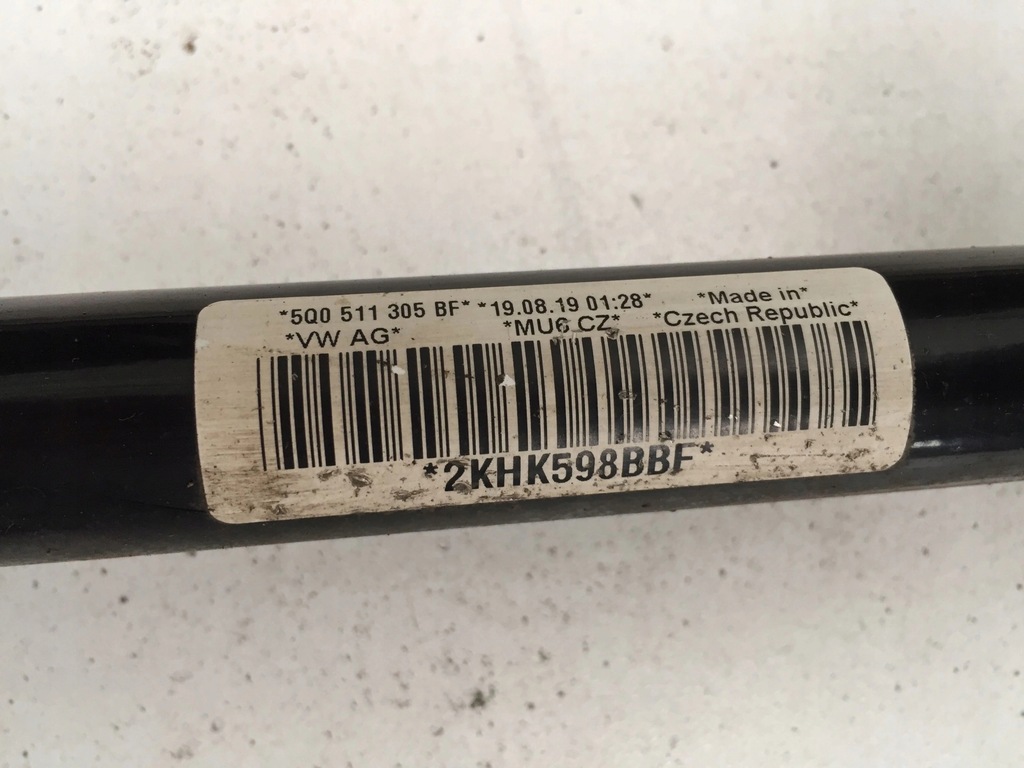 *5Q0 511 305 BF* *19.08.19 01:28* *Made in*
*VW AG* *MU6 CZ* *Czech Republic*
*2KHK598BBF*